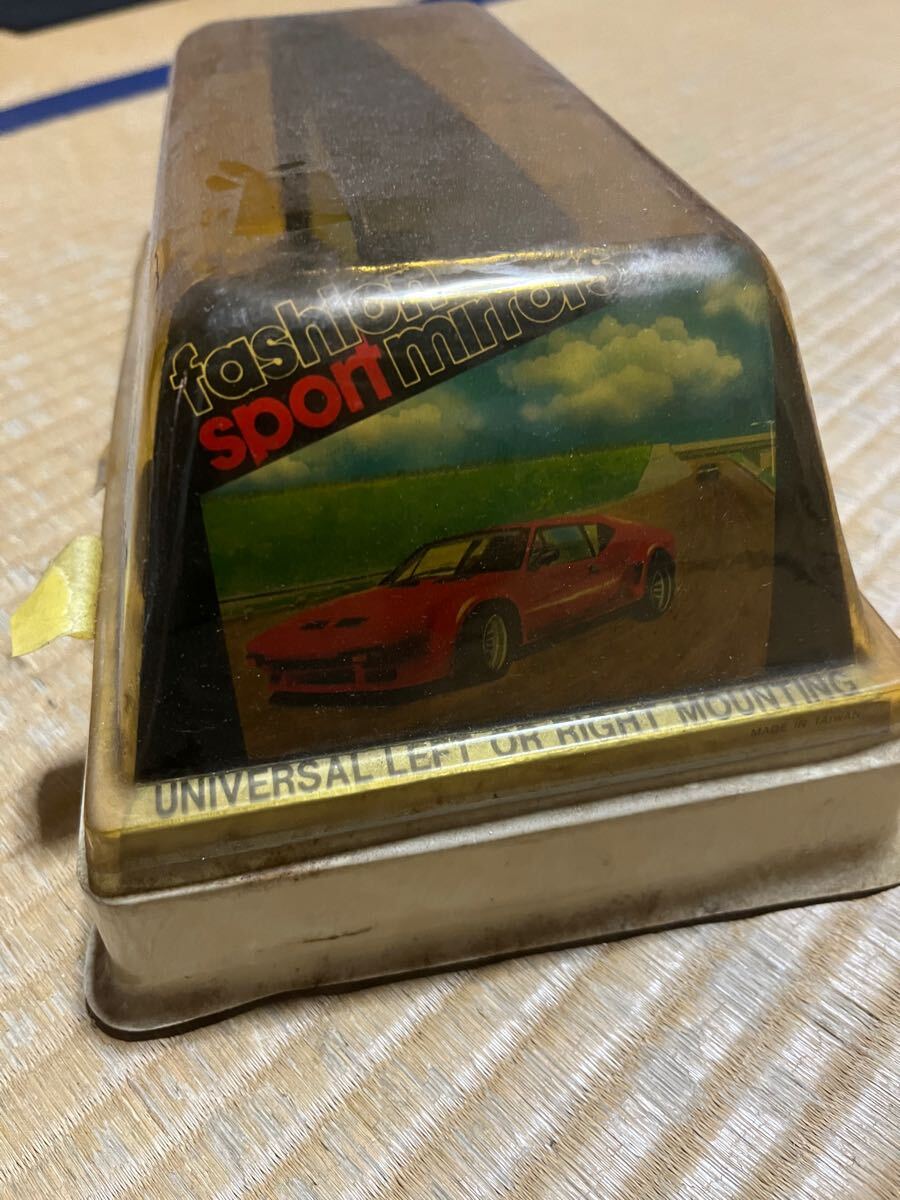 fashion
sport mirrors
UNIVERSAL LEFT OR RIGHT MOUNTING
MADE IN TAIWAN